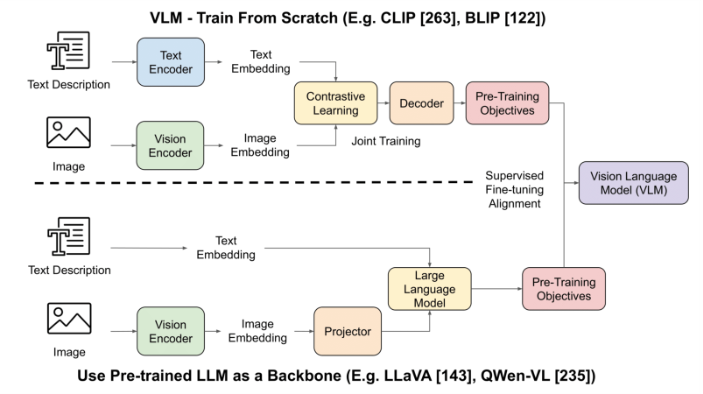 VLM - Train From Scratch (E.g. CLIP [263], BLIP [122])
Text Description
Text
Encoder
Text
Embedding
Contrastive
Learning
Decoder
Pre-Training
Objectives
Image
Vision
Encoder
Image
Embedding
Joint Training
Supervised
Fine-tuning
Alignment
Vision Language
Model (VLM)
Text Description
Text
Embedding
Large
Language
Model
Pre-Training
Objectives
Image
Vision
Encoder
Image
Embedding
Projector
Use Pre-trained LLM as a Backbone (E.g. LLaVA [143], QWen-VL [235])